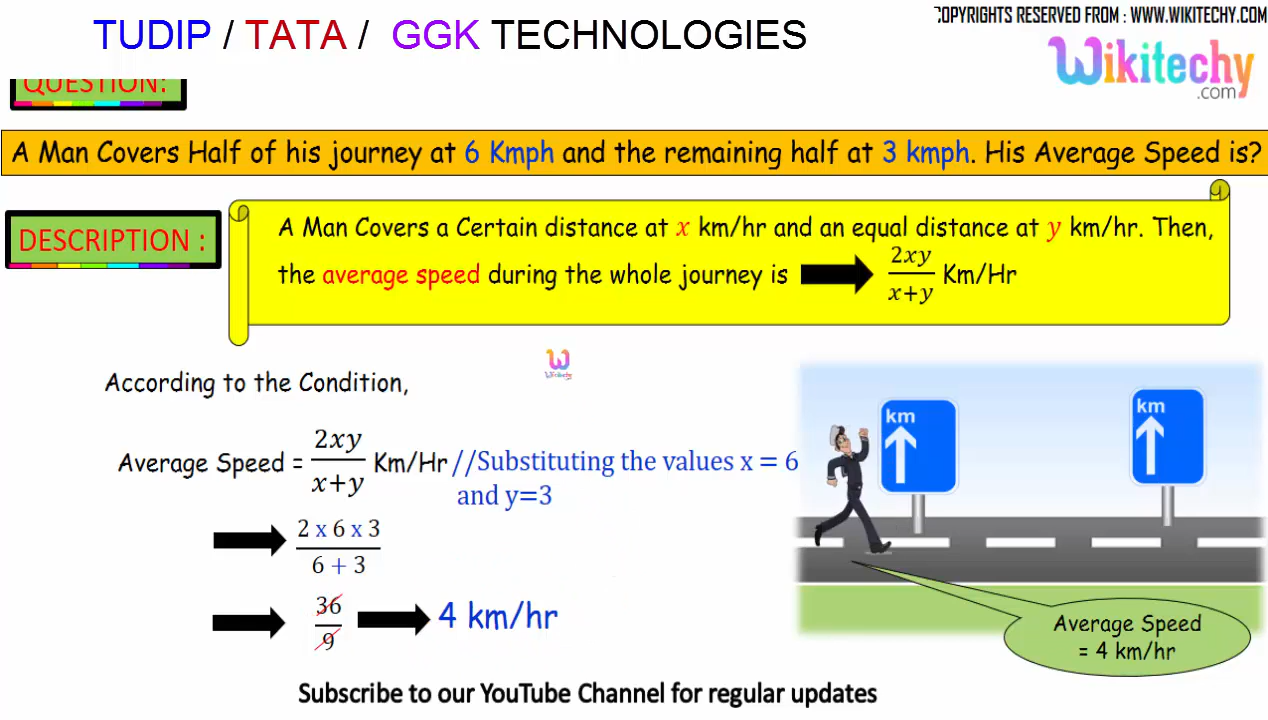 TUDIP / TATA / GGK TECHNOLOGIES
COPYRIGHTS RESERVED FROM : WWW.WIKITECHY.COM
Wikitechy
.com
QUESTION:
A Man Covers Half of his journey at 6 Kmph and the remaining half at 3 kmph. His Average Speed is?
DESCRIPTION :
A Man Covers a Certain distance at x km/hr and an equal distance at y km/hr. Then,
the average speed during the whole journey is 2xy/x+y Km/Hr
W
Wikitechy
According to the Condition,
Average Speed = 2xy/x+y Km/Hr //Substituting the values x = 6
and y=3
2 x 6 x 3
6 + 3
36
9
4 km/hr
km
km
Average Speed
= 4 km/hr
Subscribe to our YouTube Channel for regular updates